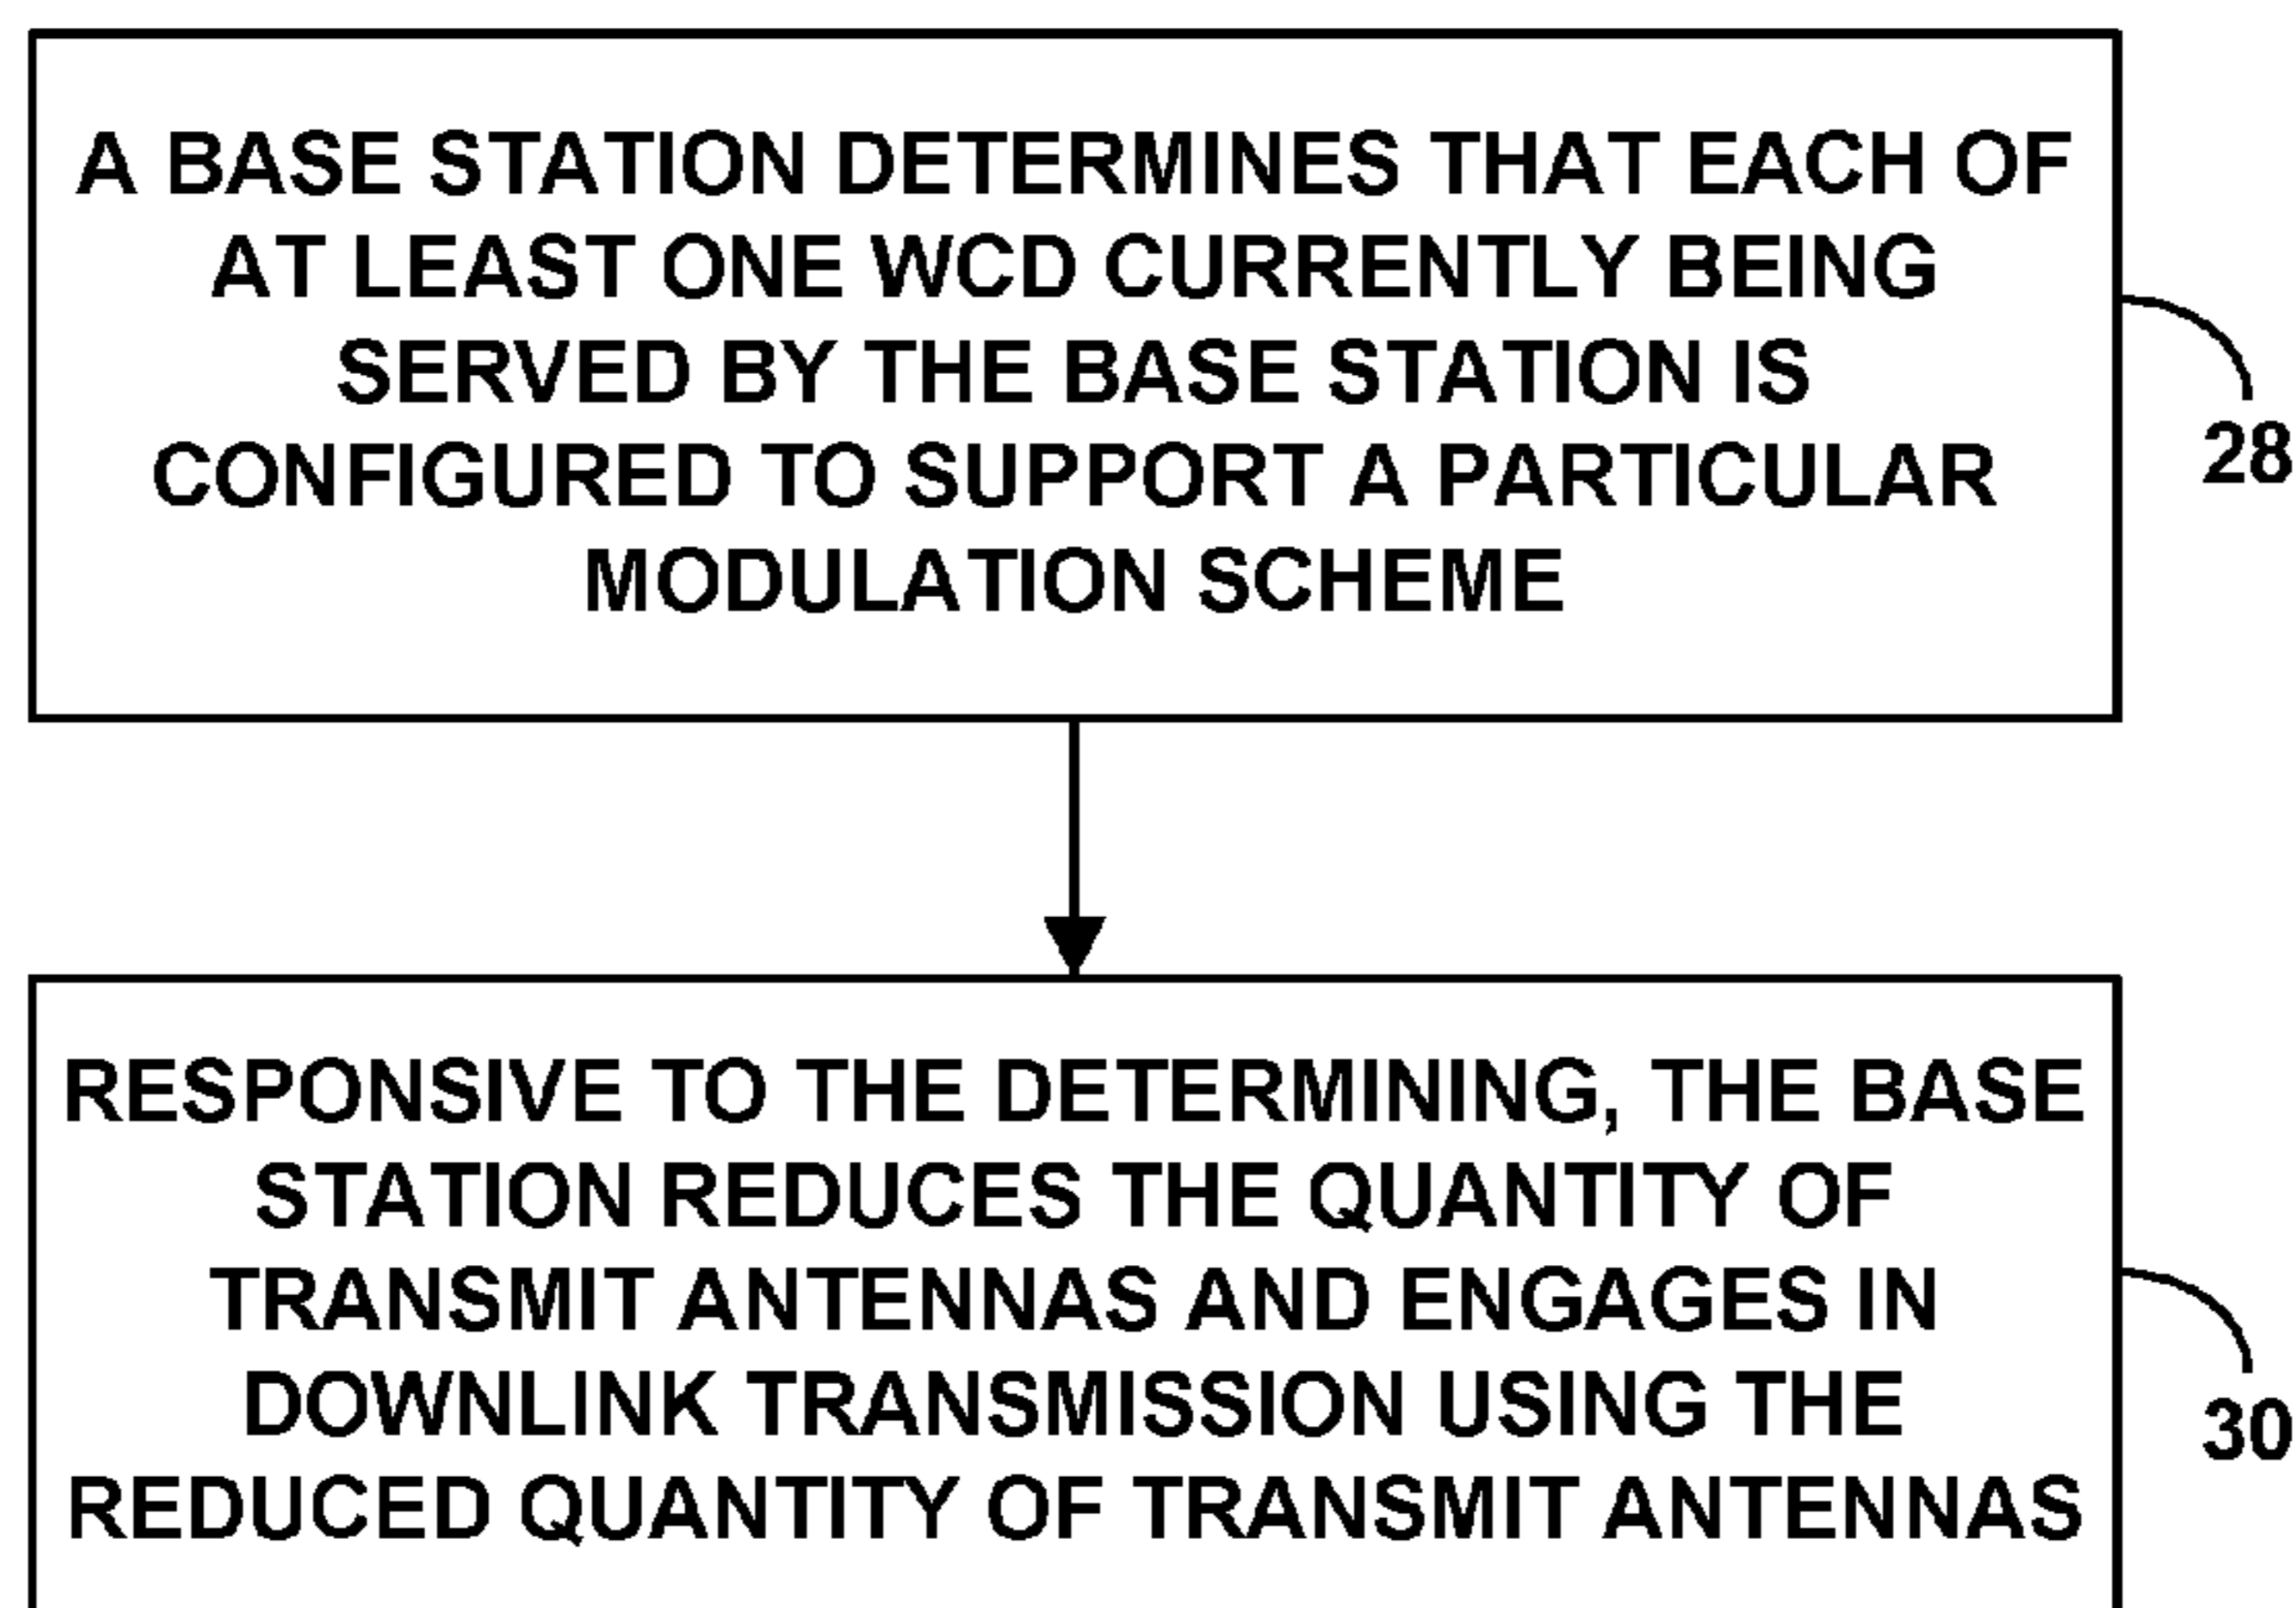 A BASE STATION DETERMINES THAT EACH OF
AT LEAST ONE WCD CURRENTLY BEING
SERVED BY THE BASE STATION IS
CONFIGURED TO SUPPORT A PARTICULAR
MODULATION SCHEME
28
RESPONSIVE TO THE DETERMINING, THE BASE
STATION REDUCES THE QUANTITY OF
TRANSMIT ANTENNAS AND ENGAGES IN
DOWNLINK TRANSMISSION USING THE
REDUCED QUANTITY OF TRANSMIT ANTENNAS
30